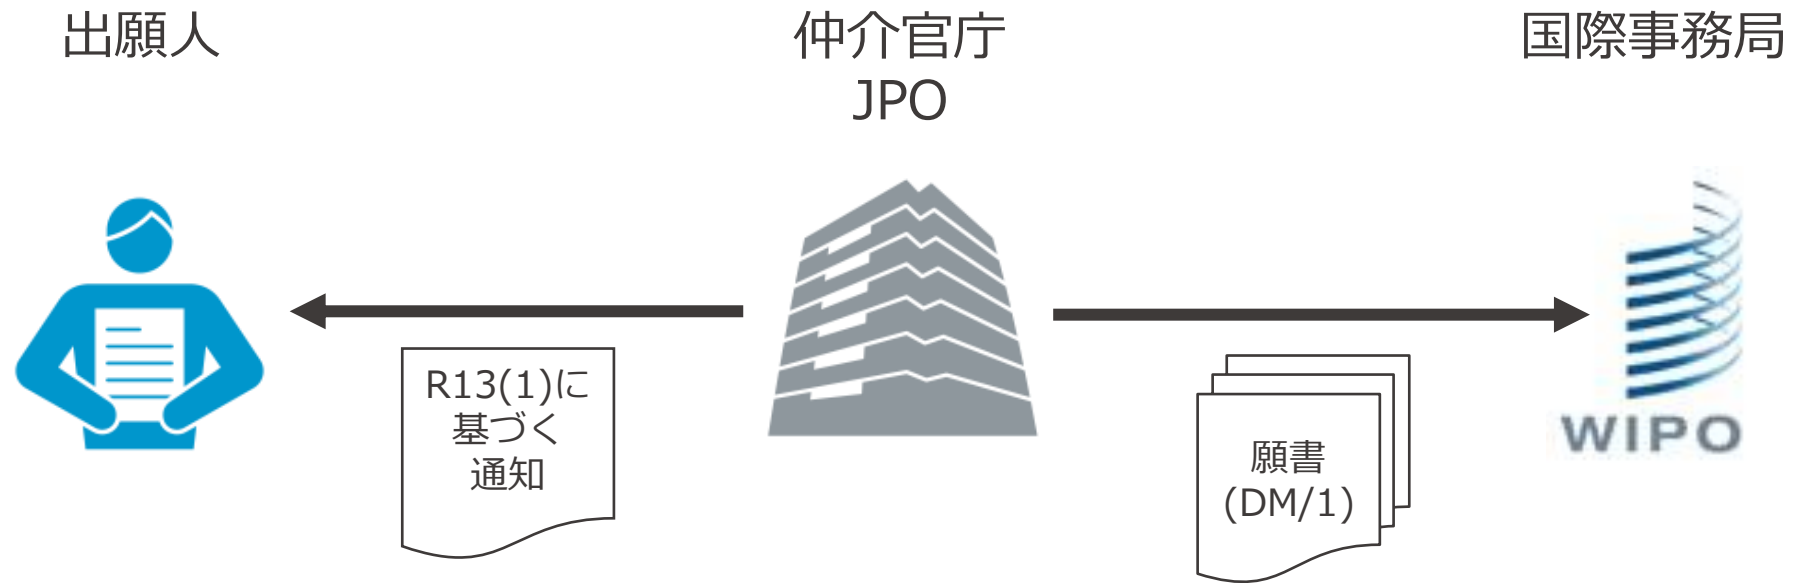 出願人
仲介官庁
JPO
国際事務局
R13(1)に
基づく
通知
願書
(DM/1)
WIPO